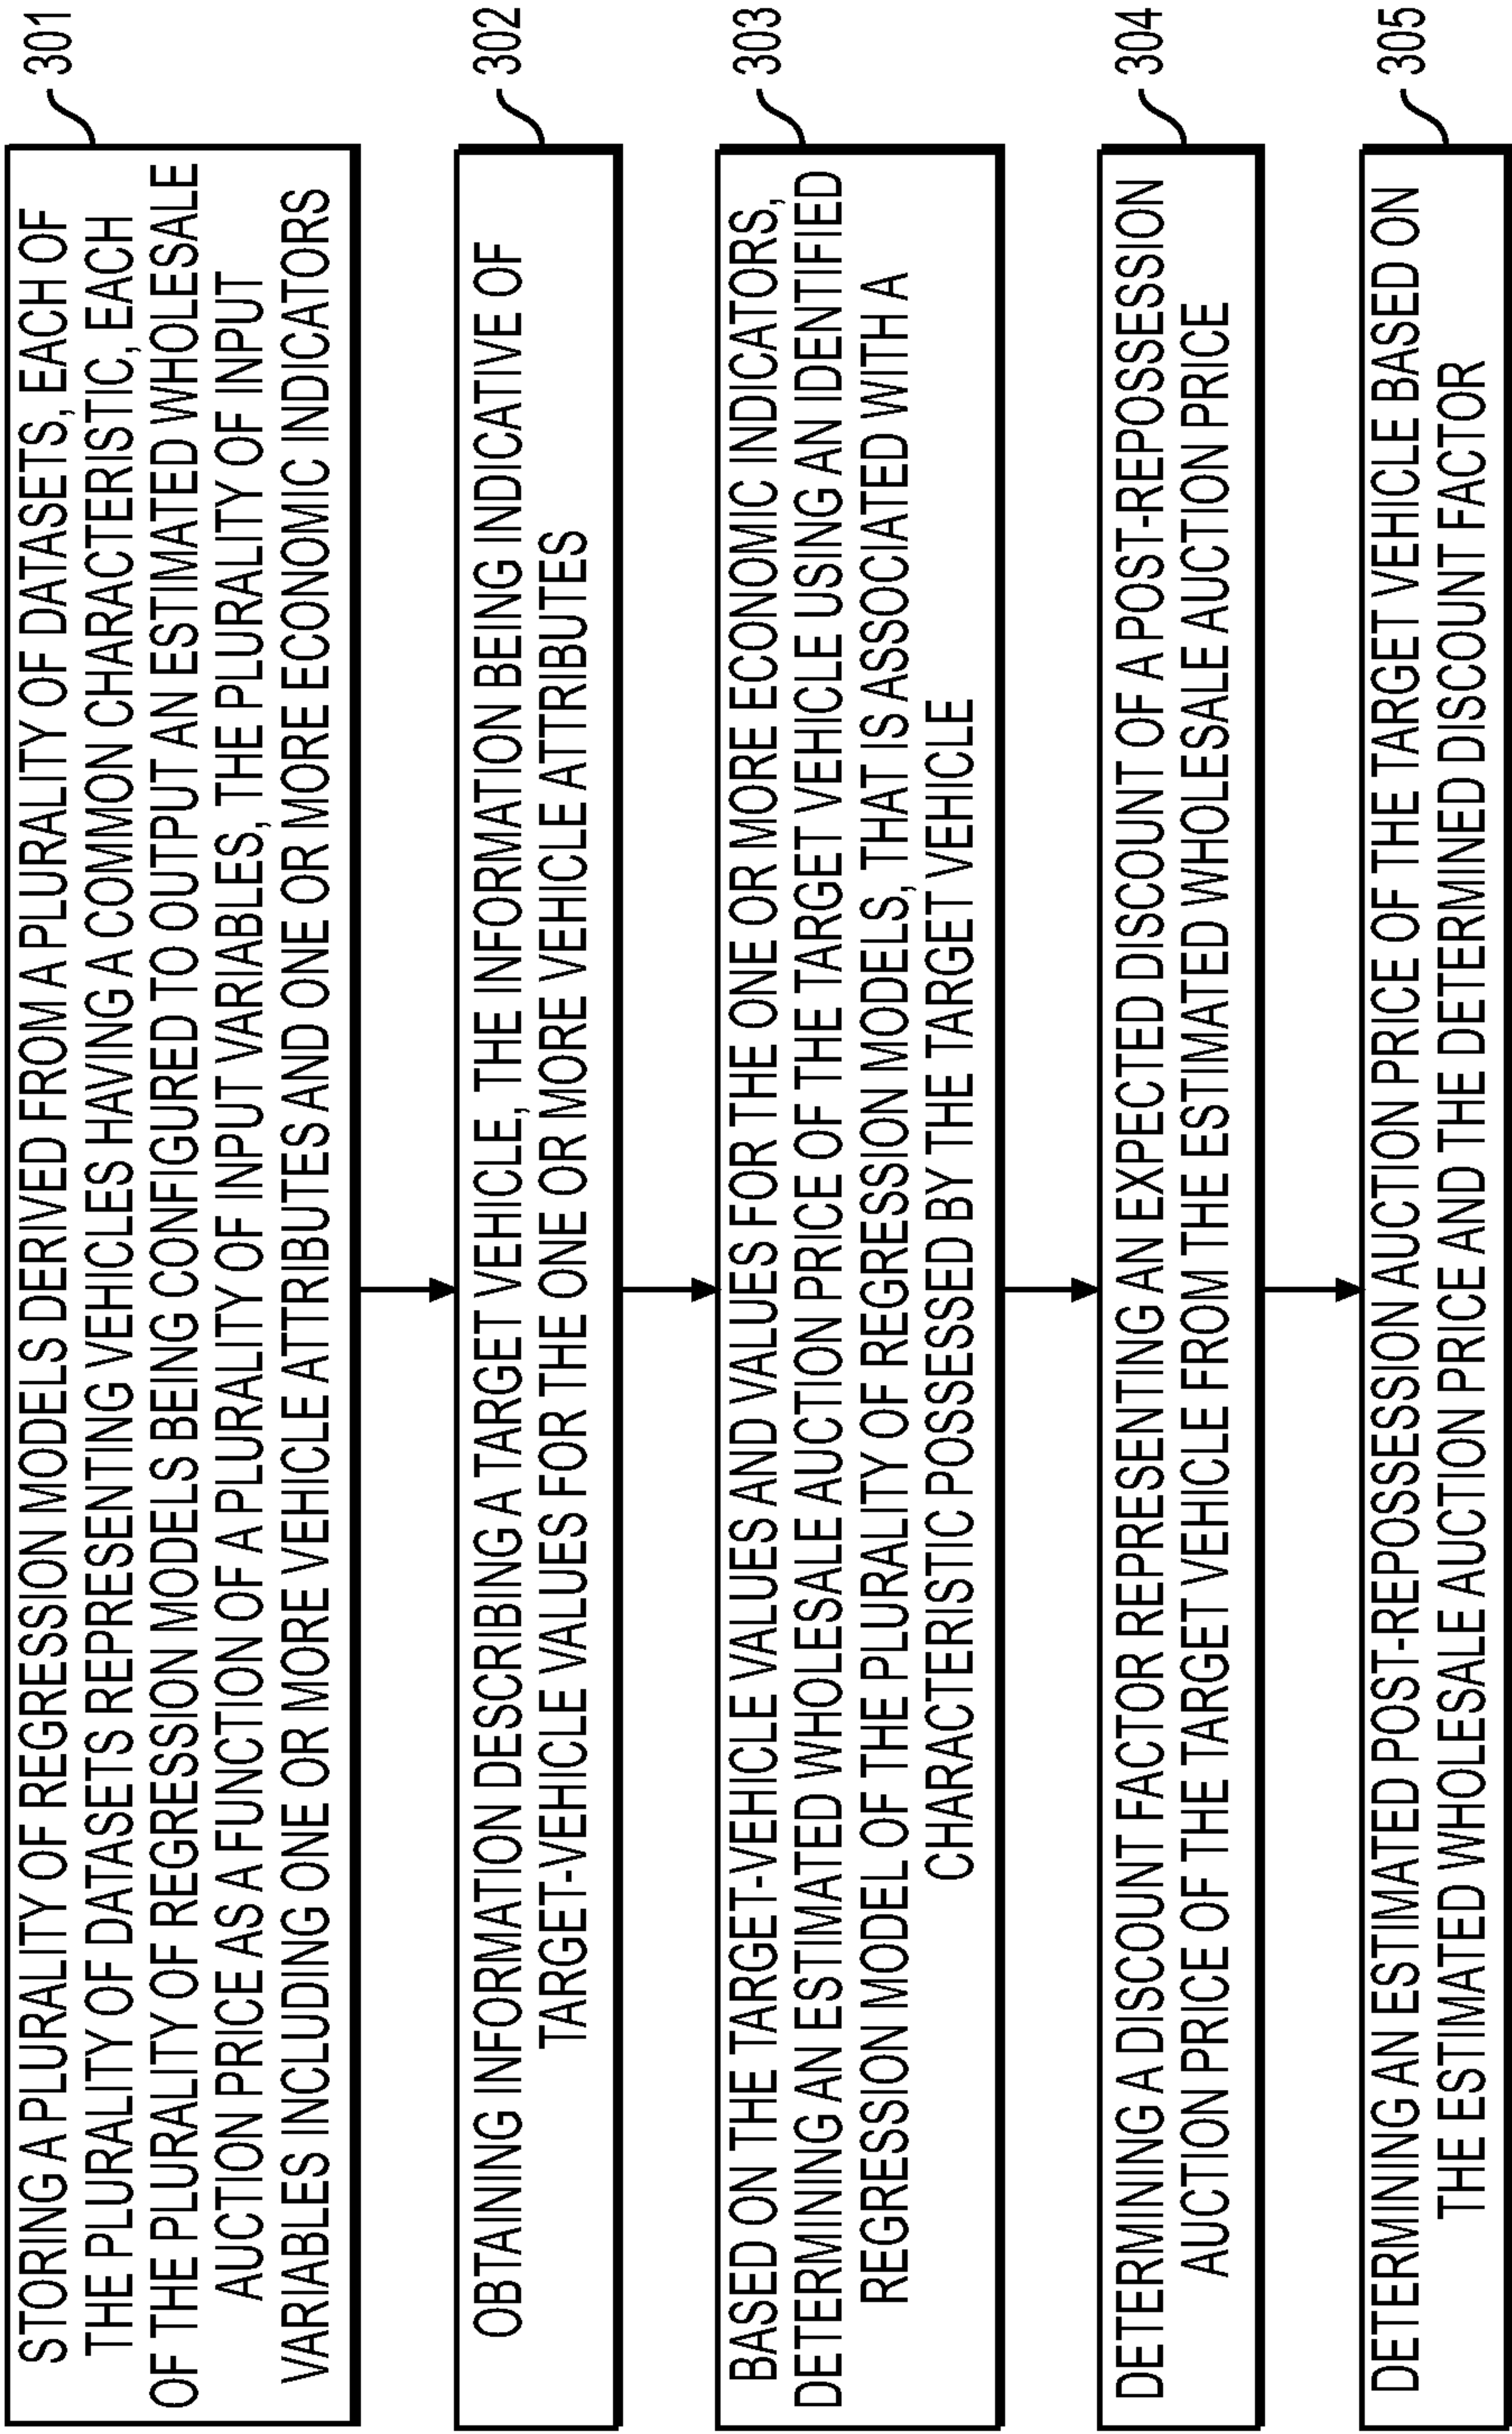 STORING A PLURALITY OF REGRESSION MODELS DERIVED FROM A PLURALITY OF DATASETS, EACH OF
THE PLURALITY OF DATASETS REPRESENTING VEHICLES HAVING A COMMON CHARACTERISTIC, EACH
OF THE PLURALITY OF REGRESSION MODELS BEING CONFIGURED TO OUTPUT AN ESTIMATED WHOLESALE
AUCTION PRICE AS A FUNCTION OF A PLURALITY OF INPUT VARIABLES, THE PLURALITY OF INPUT
VARIABLES INCLUDING ONE OR MORE VEHICLE ATTRIBUTES AND ONE OR MORE ECONOMIC INDICATORS
301
OBTAINING INFORMATION DESCRIBING A TARGET VEHICLE, THE INFORMATION BEING INDICATIVE OF
TARGET-VEHICLE VALUES FOR THE ONE OR MORE VEHICLE ATTRIBUTES
302
BASED ON THE TARGET-VEHICLE VALUES AND VALUES FOR THE ONE OR MORE ECONOMIC INDICATORS,
DETERMINING AN ESTIMATED WHOLESALE AUCTION PRICE OF THE TARGET VEHICLE USING AN IDENTIFIED
REGRESSION MODEL OF THE PLURALITY OF REGRESSION MODELS, THAT IS ASSOCIATED WITH A
CHARACTERISTIC POSSESSED BY THE TARGET VEHICLE
303
DETERMINING A DISCOUNT FACTOR REPRESENTING AN EXPECTED DISCOUNT OF A POST-REPOSSESSION
AUCTION PRICE OF THE TARGET VEHICLE FROM THE ESTIMATED WHOLESALE AUCTION PRICE
304
DETERMINING AN ESTIMATED POST-REPOSSESSION AUCTION PRICE OF THE TARGET VEHICLE BASED ON
THE ESTIMATED WHOLESALE AUCTION PRICE AND THE DETERMINED DISCOUNT FACTOR
305